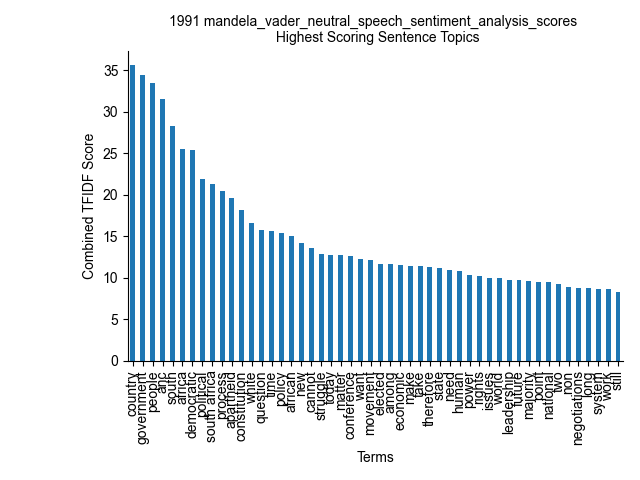 1991 mandela_vader_neutral_speech_sentiment_analysis_scores
Highest Scoring Sentence Topics
Combined TFIDF Score
35
30
25
20
15
10
5
0
country
government
people
anc
south
africa
democratic
political
south africa
process
apartheid
constitution
white
question
time
policy
african
new
cannot
struggle
today
matter
conference
want
movement
elected
among
economic
make
take
therefore
state
need
human
power
rights
issues
world
leadership
future
majority
point
national
two
non
negotiations
long
system
work
still
Terms